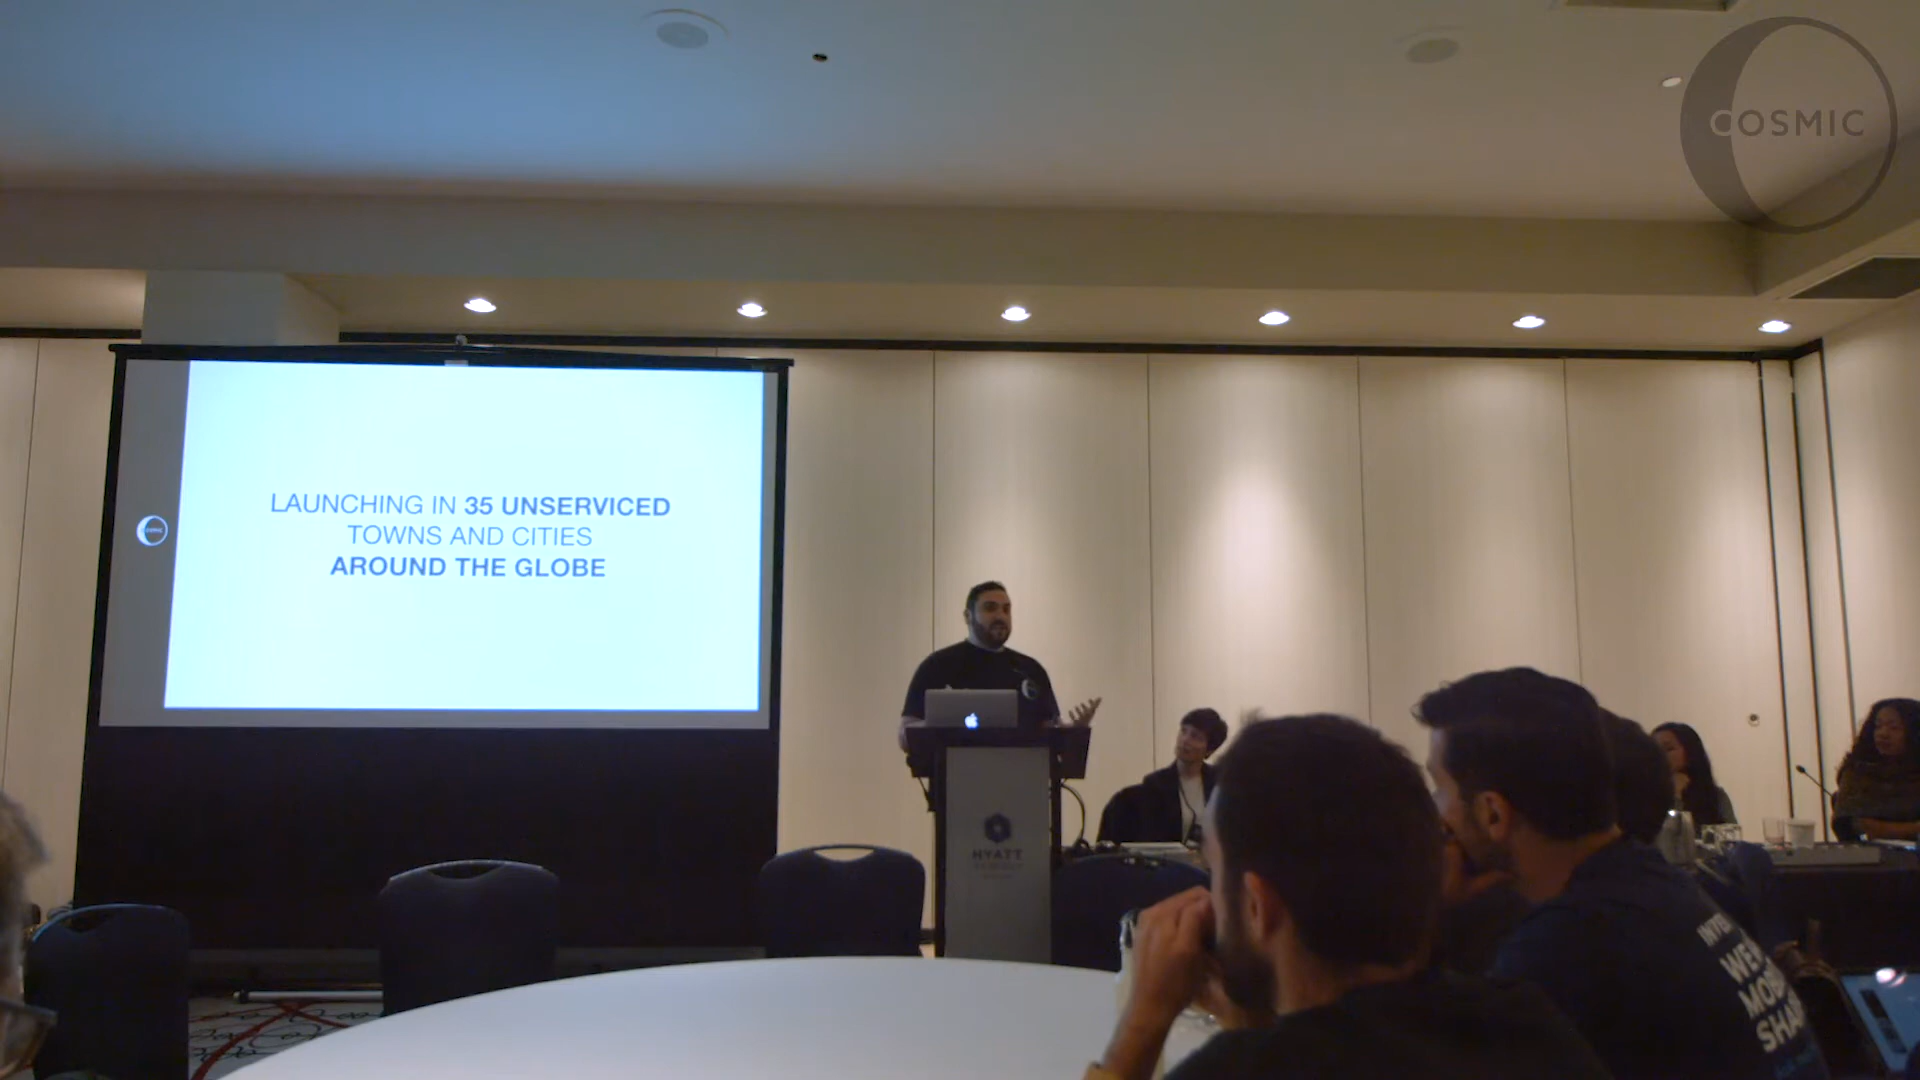 COSMIC
LAUNCHING IN 35 UNSERVICED
TOWNS AND CITIES
AROUND THE GLOBE
HYATT